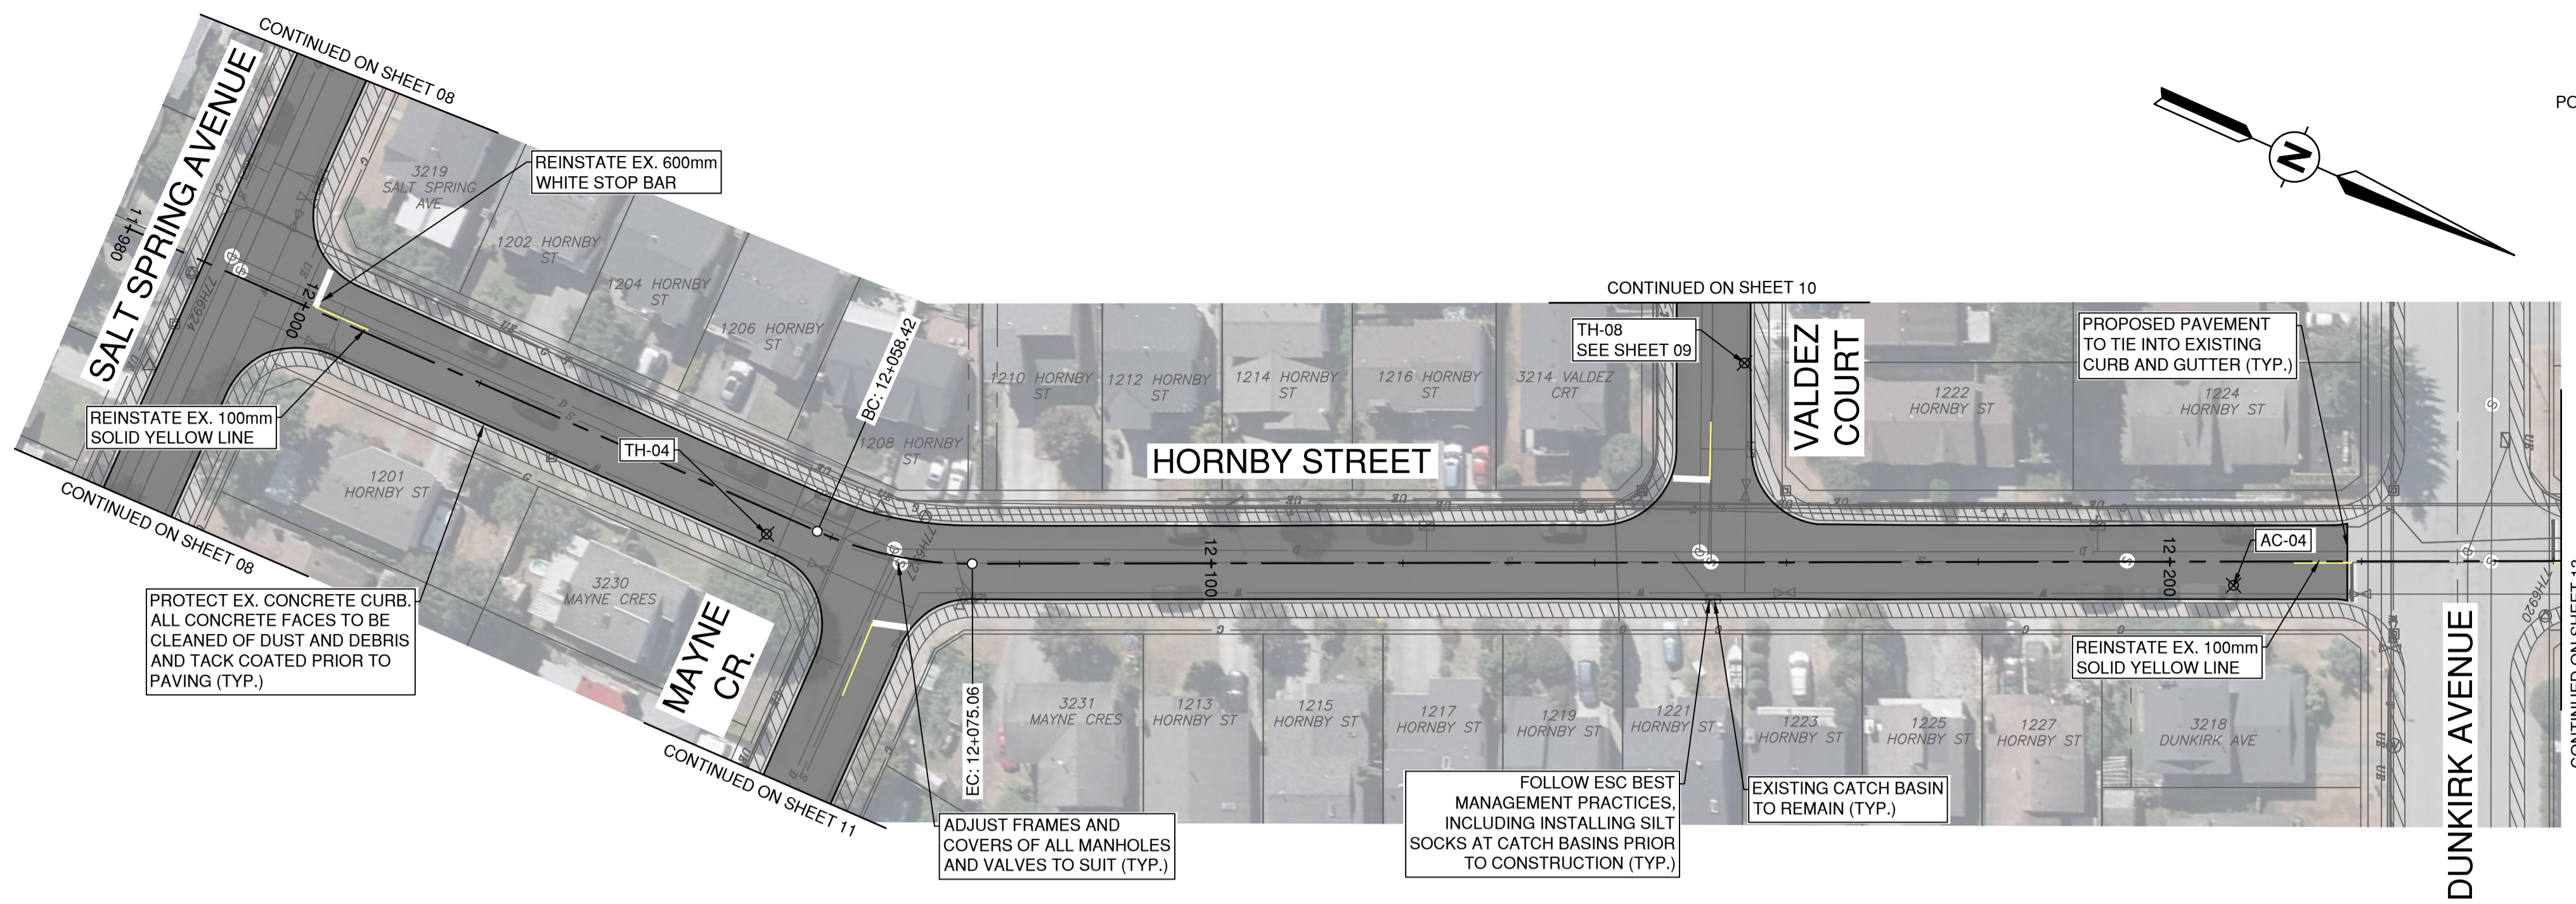 CONTINUED ON SHEET 08
SALT SPRING AVENUE
11+980
77H6924
12+000
REINSTATE EX. 600mm
WHITE STOP BAR
3219
SALT SPRING
AVE
1202 HORNBY
ST
1204 HORNBY
ST
1206 HORNBY
ST
1208 HORNBY
ST
BC: 12+058.42
REINSTATE EX. 100mm
SOLID YELLOW LINE
TH-04
1201
HORNBY ST
CONTINUED ON SHEET 08
PROTECT EX. CONCRETE CURB.
ALL CONCRETE FACES TO BE
CLEANED OF DUST AND DEBRIS
AND TACK COATED PRIOR TO
PAVING (TYP.)
3230
MAYNE CRES
MAYNE
CR.
CONTINUED ON SHEET 11
EC: 12+075.06
ADJUST FRAMES AND
COVERS OF ALL MANHOLES
AND VALVES TO SUIT (TYP.)
1210 HORNBY
ST
1212 HORNBY
ST
1214 HORNBY
ST
1216 HORNBY
ST
3214 VALDEZ
CRT
HORNBY STREET
12+100
CONTINUED ON SHEET 10
TH-08
SEE SHEET 09
VALDEZ
COURT
1222
HORNBY ST
1224
HORNBY ST
PROPOSED PAVEMENT
TO TIE INTO EXISTING
CURB AND GUTTER (TYP.)
N
PO
12+200
AC-04
REINSTATE EX. 100mm
SOLID YELLOW LINE
77H6920
3231
MAYNE CRES
1213
HORNBY ST
1215
HORNBY ST
1217
HORNBY ST
1219
HORNBY ST
1221
HORNBY ST
1223
HORNBY ST
1225
HORNBY ST
1227
HORNBY ST
3218
DUNKIRK AVE
FOLLOW ESC BEST
MANAGEMENT PRACTICES,
INCLUDING INSTALLING SILT
SOCKS AT CATCH BASINS PRIOR
TO CONSTRUCTION (TYP.)
EXISTING CATCH BASIN
TO REMAIN (TYP.)
DUNKIRK AVENUE